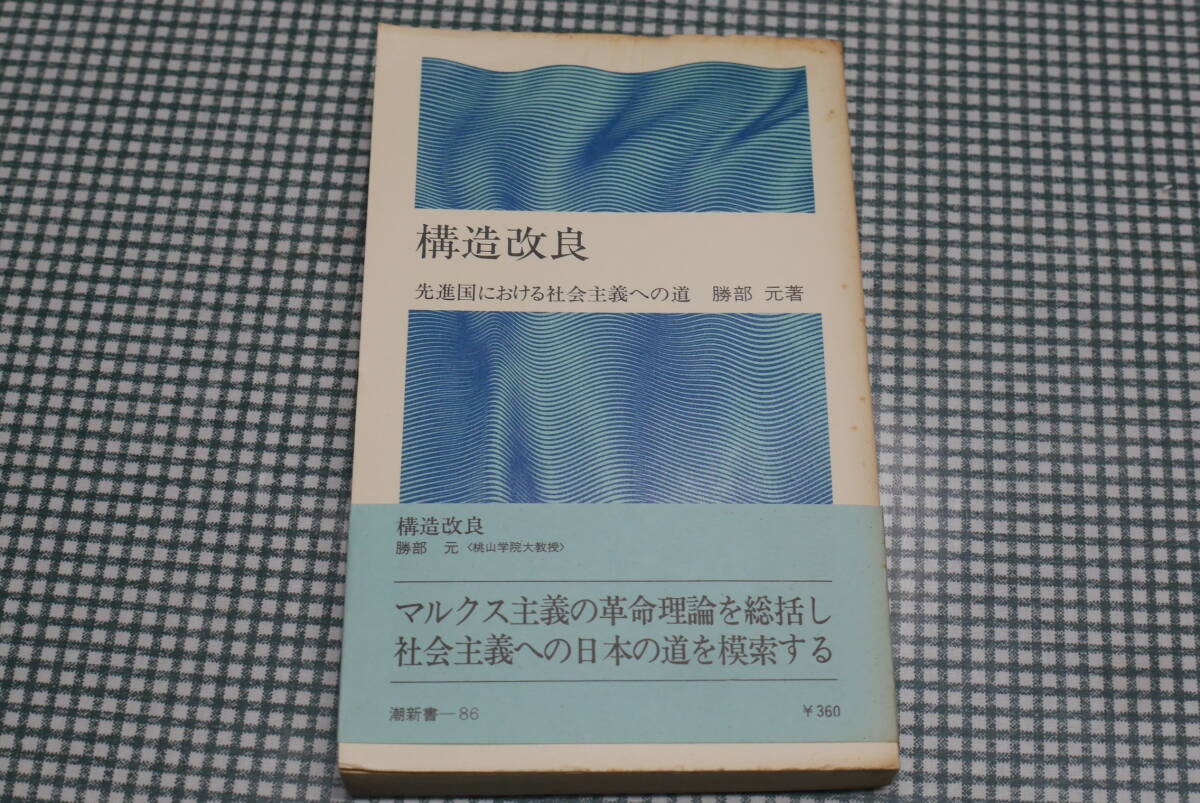 構造改良
先進国における社会主義への道 勝部 元著
構造改良
勝部 元〈桃山学院大教授〉
マルクス主義の革命理論を総括し
社会主義への日本の道を模索する
潮新書—86 ￥360